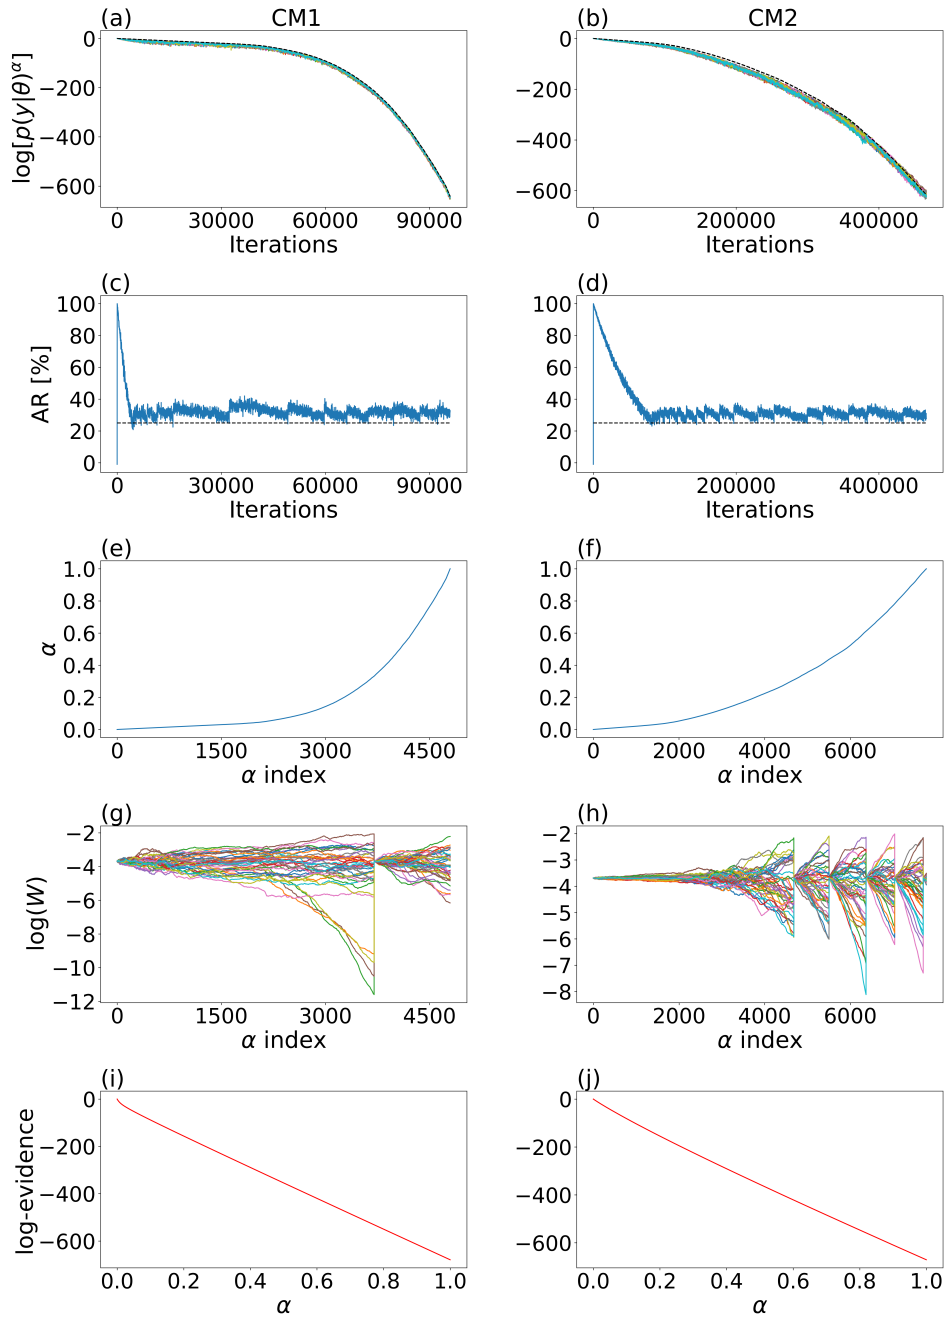 CM1
CM2
(a)
(b)
log[p(y|θ)^α]
0
−200
−400
−600
0
−200
−400
−600
0 30000 60000 90000
0 200000 400000
Iterations
Iterations
(c)
(d)
AR [%]
100
80
60
40
20
0
100
80
60
40
20
0
0 30000 60000 90000
0 200000 400000
Iterations
Iterations
(e)
(f)
α
1.0
0.8
0.6
0.4
0.2
0.0
1.0
0.8
0.6
0.4
0.2
0.0
0 1500 3000 4500
0 2000 4000 6000
α index
α index
(g)
(h)
log(W)
−2
−4
−6
−8
−10
−12
−2
−3
−4
−5
−6
−7
−8
0 1500 3000 4500
0 2000 4000 6000
α index
α index
(i)
(j)
log-evidence
0
−200
−400
−600
0
−200
−400
−600
0.0 0.2 0.4 0.6 0.8 1.0
0.0 0.2 0.4 0.6 0.8 1.0
α
α